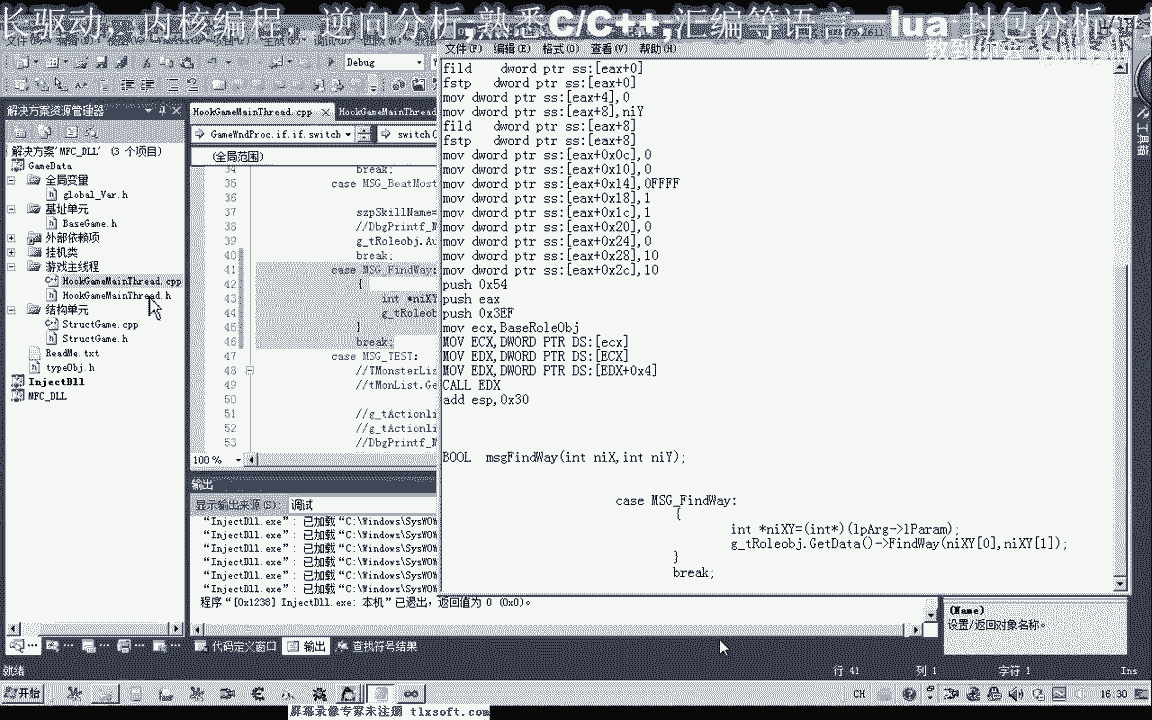 长驱动，内核编程，逆向分析,熟悉C/C++,汇编等语言—lua 封包分析，
文件(F) 编辑(E) 格式(O) 查看(V) 帮助(H)
Debug
解决方案资源管理器
解决方案'MFC_DLL' (3 个项目)
GameData
全局变量
global_Var.h
基址单元
BaseGame.h
外部依赖项
挂机类
游戏主线程
HookGameMainThread.cpp
HookGameMainThread.h
结构单元
StructGame.cpp
StructGame.h
ReadMe.txt
typeObj.h
InjectDll
MFC_DLL
HookGameMainThread.cpp HookGameMainThread
GameWndProc.if.if.switch switch
(全局范围)
34 break;
35 case MSG_BeatMost
36
37 szpSkillName=
38 //DbgPrintf_M
39 g_tRoleobj.Au
40 break;
41 case MSG_FindWay:
42 {
43 int *niXY
44 g_tRoleob
45 }
46 break;
47 case MSG_TEST:
48 //TMonsterLis
49 //tMonList.Ge
50
51 //g_tActionli
52 //g_tActionli
53 //DbgPrintf_M
100 %
fild dword ptr ss:[eax+0]
fstp dword ptr ss:[eax+0]
mov dword ptr ss:[eax+4],0
mov dword ptr ss:[eax+8],niY
fild dword ptr ss:[eax+8]
fstp dword ptr ss:[eax+8]
mov dword ptr ss:[eax+0x0c],0
mov dword ptr ss:[eax+0x10],0
mov dword ptr ss:[eax+0x14],0FFFF
mov dword ptr ss:[eax+0x18],1
mov dword ptr ss:[eax+0x1c],1
mov dword ptr ss:[eax+0x20],0
mov dword ptr ss:[eax+0x24],0
mov dword ptr ss:[eax+0x28],10
mov dword ptr ss:[eax+0x2c],10
push 0x54
push eax
push 0x3EF
mov ecx,BaseRoleObj
MOV ECX,DWORD PTR DS:[ecx]
MOV EDX,DWORD PTR DS:[ECX]
MOV EDX,DWORD PTR DS:[EDX+0x4]
CALL EDX
add esp,0x30
BOOL msgFindWay(int niX,int niY);
case MSG_FindWay:
{
int *niXY=(int*)(lpArg->lParam);
g_tRoleobj.GetData()->FindWay(niXY[0],niXY[1]);
}
break;
输出
显示输出来源(S): 调试
“InjectDll.exe”: 已加载“C:\Windows\SysWOW
“InjectDll.exe”: 已加载“C:\Windows\SysWOW
“InjectDll.exe”: 已加载“C:\Windows\SysWOW
“InjectDll.exe”: 已加载“C:\Windows\SysWOW
“InjectDll.exe”: 已加载“C:\Windows\SysWOW
“InjectDll.exe”: 已加载“C:\Windows\SysWOW
程序“[0x1238] InjectDll.exe: 本机”已退出，返回值为 0 (0x0)。
代码定义窗口 输出 查找符号结果
(Name)
设置/返回对象名称。
工具箱
就绪 行 41 列 1 字符 1 Ins
开始 CH 16:30
屏幕录像专家未注册 tlxsoft.com